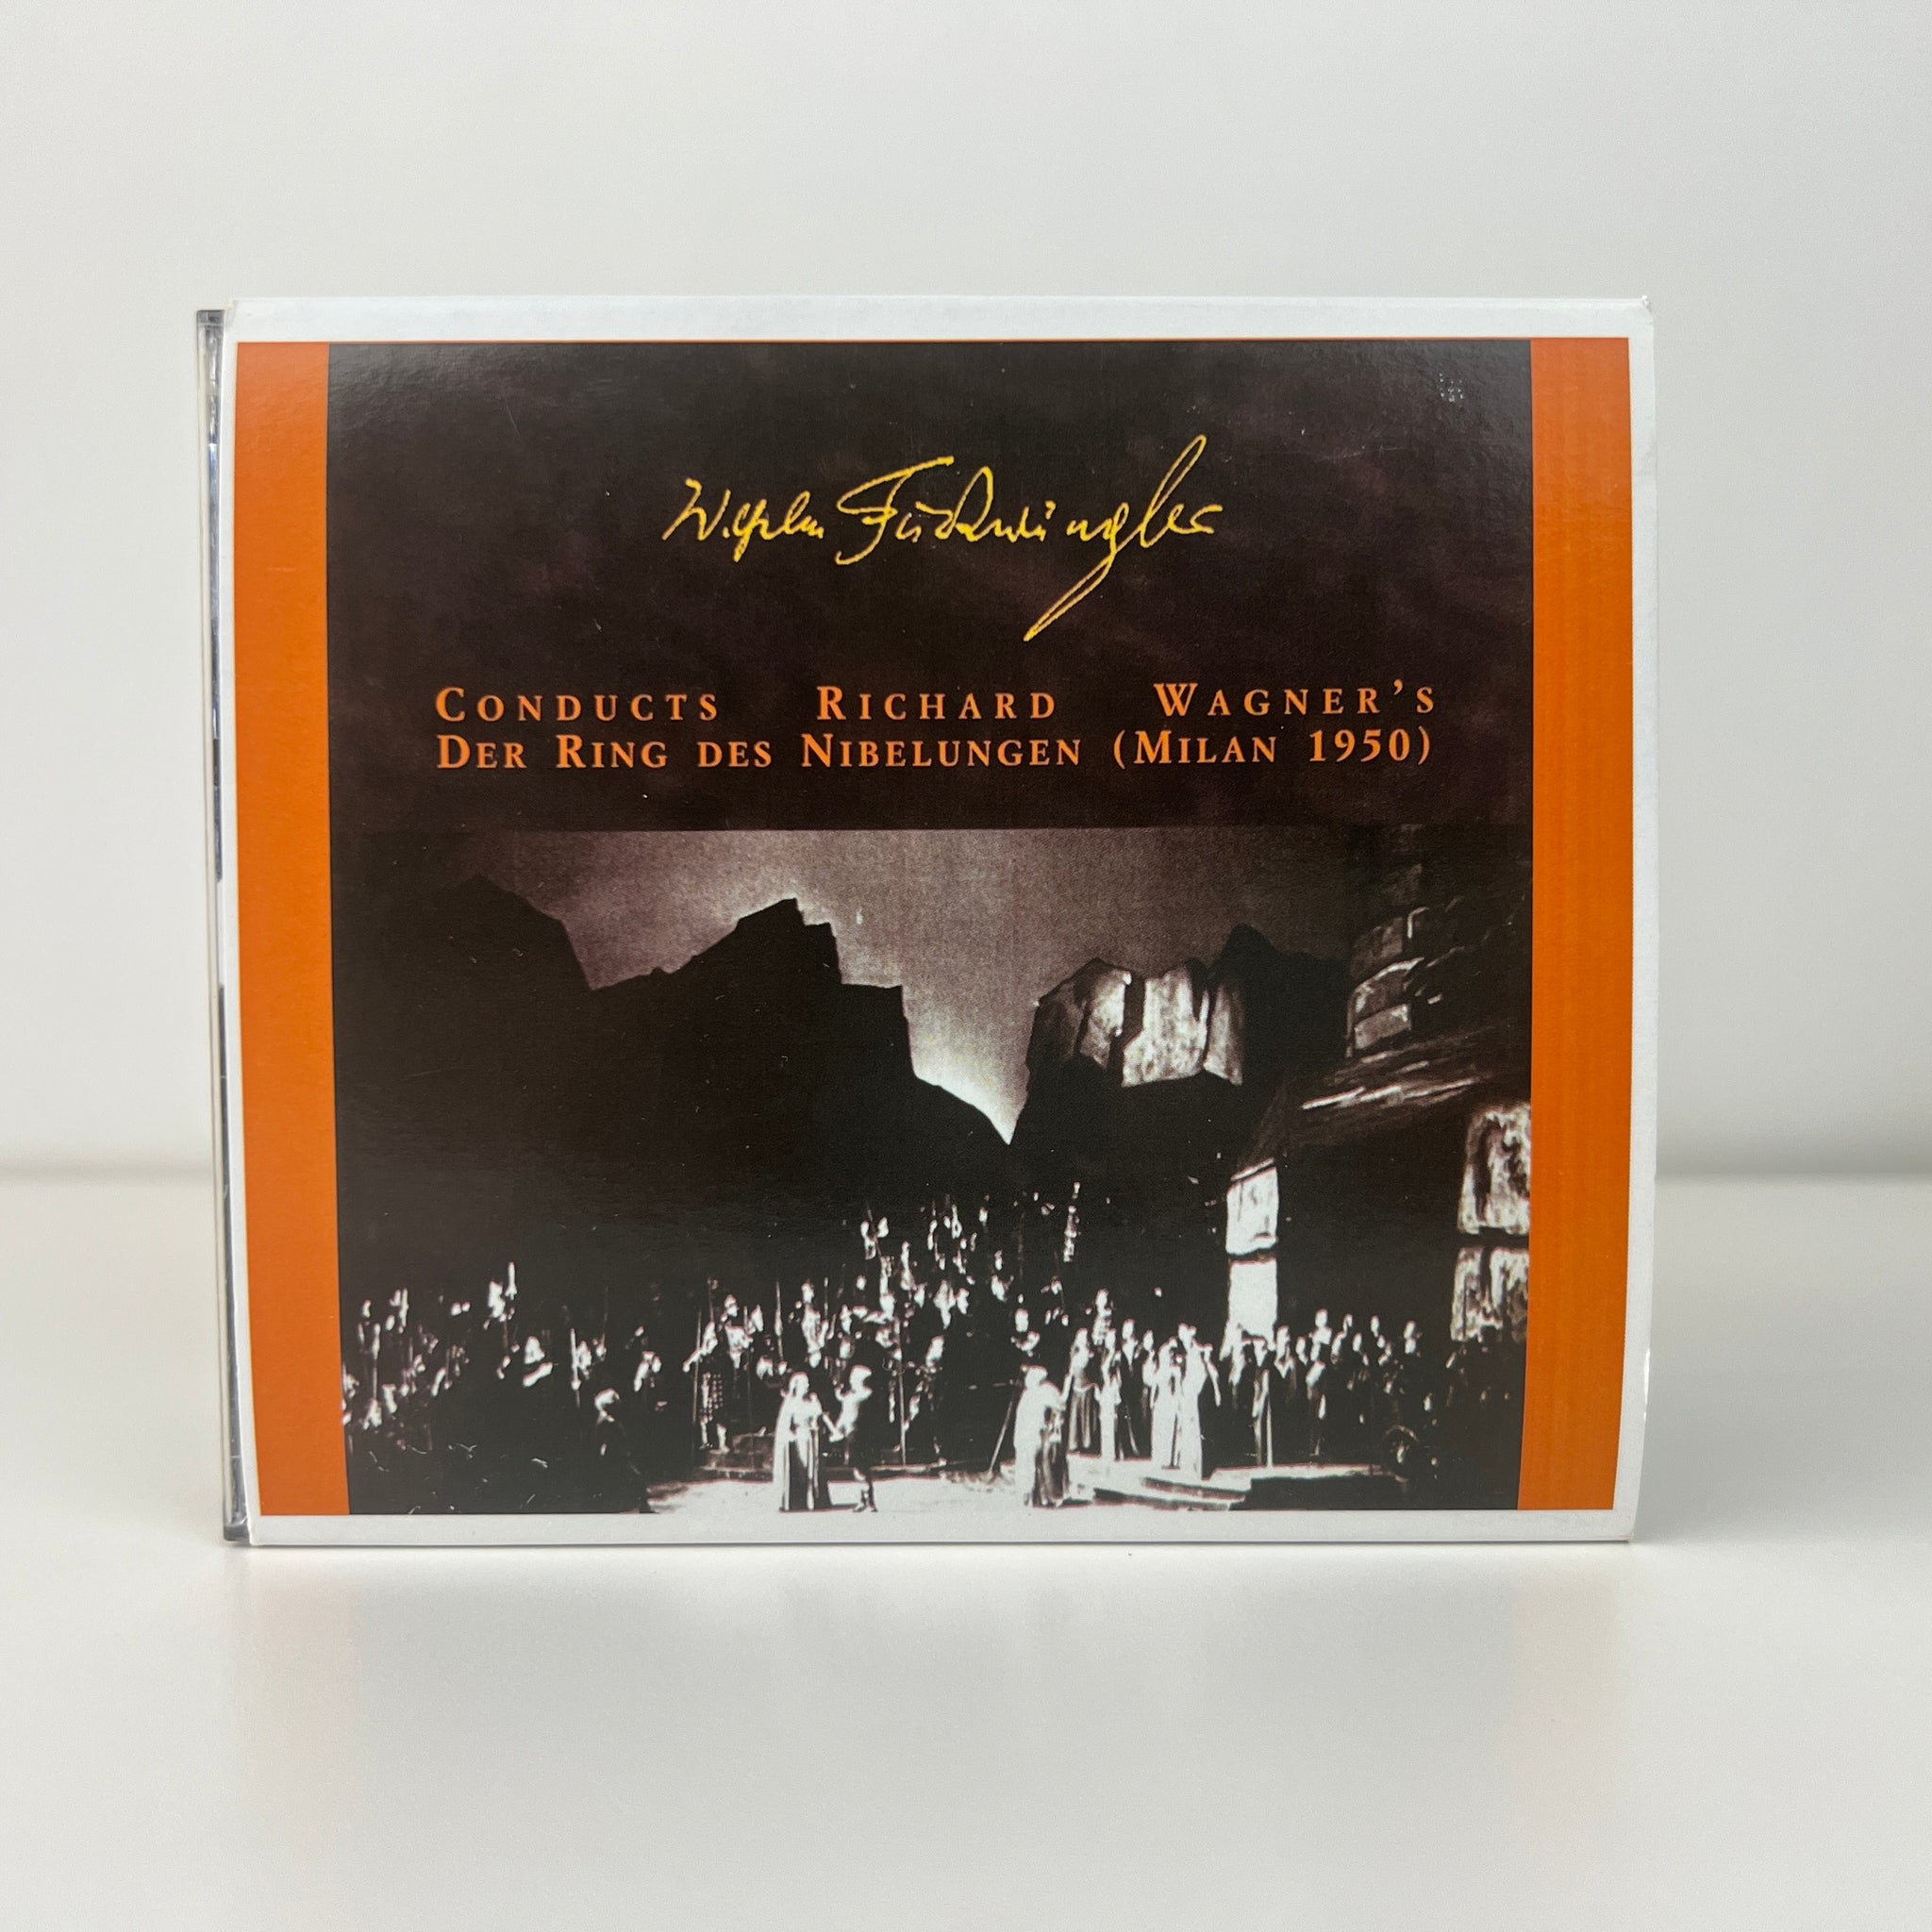 Wilhelm Furtwängler
CONDUCTS RICHARD WAGNER'S
DER RING DES NIBELUNGEN (MILAN 1950)